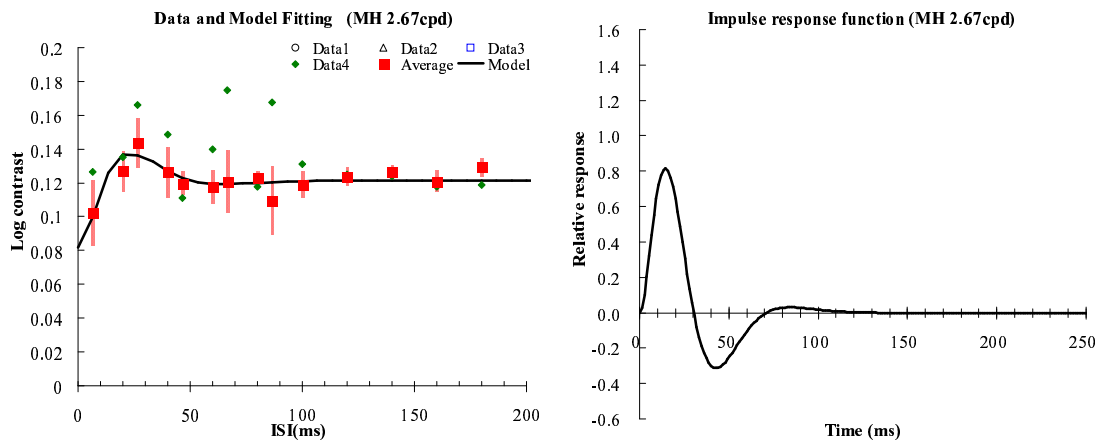 Data and Model Fitting (MH 2.67cpd)
Data1 Data2 Data3
Data4 Average Model
Log contrast
0.2
0.18
0.16
0.14
0.12
0.1
0.08
0.06
0.04
0.02
0
0 50 100 150 200
ISI(ms)
Impulse response function (MH 2.67cpd)
Relative response
1.6
1.4
1.2
1.0
0.8
0.6
0.4
0.2
0.0
-0.2
-0.4
-0.6
0 50 100 150 200 250
Time (ms)